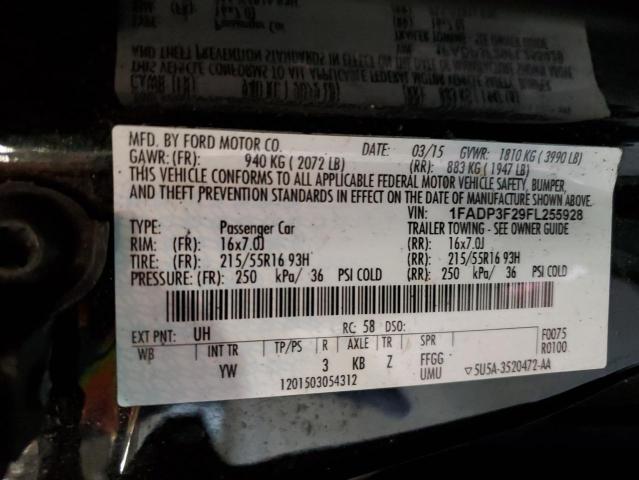 MFD. BY FORD MOTOR CO. DATE: 03/15 GVWR: 1810 KG ( 3990 LB)
GAWR: (FR): 940 KG ( 2072 LB) (RR): 883 KG ( 1947 LB)
THIS VEHICLE CONFORMS TO ALL APPLICABLE FEDERAL MOTOR VEHICLE SAFETY, BUMPER,
AND THEFT PREVENTION STANDARDS IN EFFECT ON THE DATE OF MANUFACTURE SHOWN ABOVE.
VIN: 1FADP3F29FL255928
TYPE: Passenger Car TRAILER TOWING - SEE OWNER GUIDE
RIM: (FR): 16x7.0J (RR): 16x7.0J
TIRE: (FR): 215/55R16 93H (RR): 215/55R16 93H
PRESSURE: (FR): 250 kPa/ 36 PSI COLD (RR): 250 kPa/ 36 PSI COLD
EXT PNT: UH RC: 58 DSO: F0075
WB INT TR TP/PS R AXLE TR SPR R0100
YW 3 KB Z FFGG
UMU ▽5U5A-3520472-AA
1201503054312